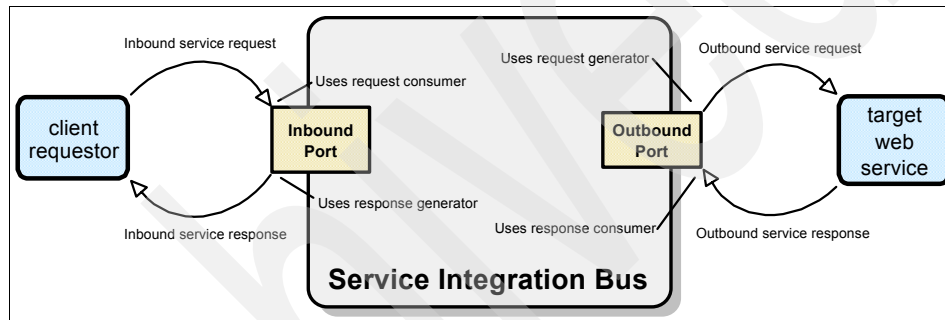 Inbound service request
Uses request consumer
client
requestor
Inbound
Port
Uses response generator
Inbound service response
Uses request generator
Outbound service request
Outbound
Port
target
web
service
Uses response consumer
Outbound service response
Service Integration Bus